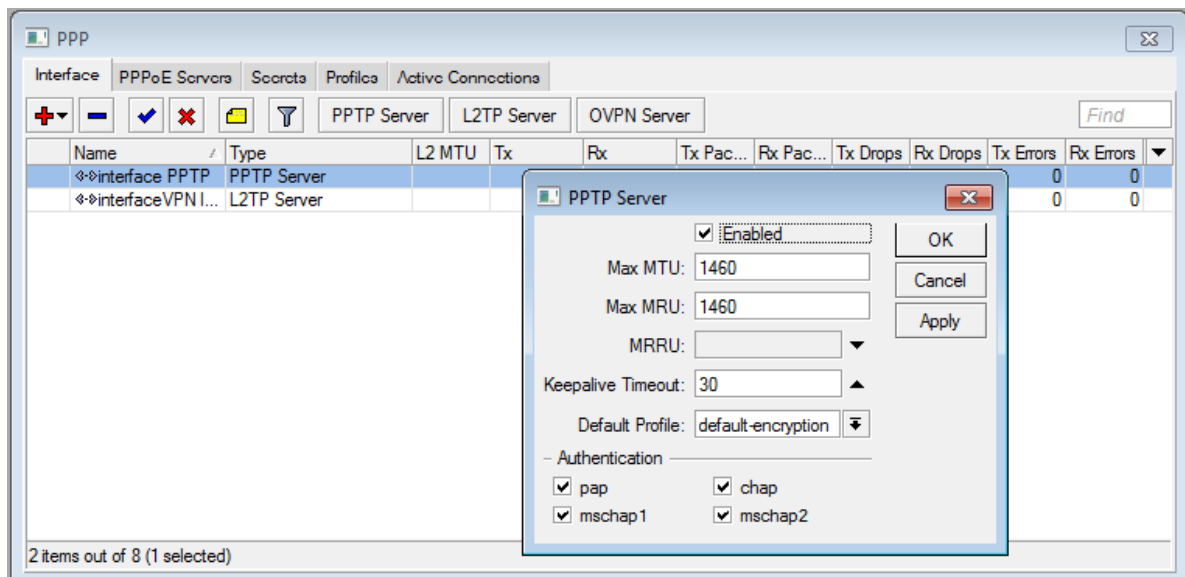 PPP
Interface PPPoE Servers Secrets Profiles Active Connections
PPTP Server L2TP Server OVPN Server Find
Name Type L2 MTU Tx Rx Tx Pac... Rx Pac... Tx Drops Rx Drops Tx Errors Rx Errors
interface PPTP PPTP Server 0 0
interfaceVPN l... L2TP Server 0 0
PPTP Server
Enabled
OK
Max MTU: 1460
Cancel
Max MRU: 1460
Apply
MRRU:
Keepalive Timeout: 30
Default Profile: default-encryption
Authentication
pap chap
mschap1 mschap2
2 items out of 8 (1 selected)